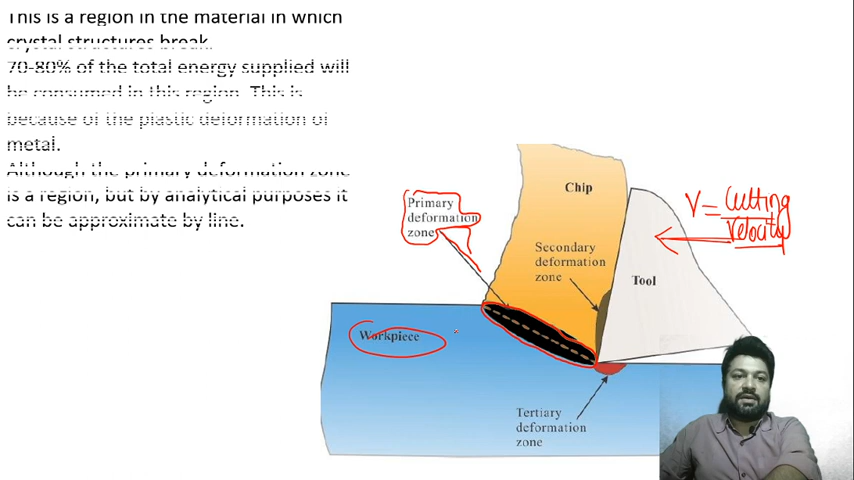 This is a region in the material in which
crystal structures break.
70-80% of the total energy supplied will
be consumed in this region. This is
because of the plastic deformation of
metal.
Although the primary deformation zone
is a region, but by analytical purposes it
can be approximate by line.
Primary
deformation
zone
Chip
V = Cutting
Velocity
Secondary
deformation
zone
Tool
Workpiece
Tertiary
deformation
zone